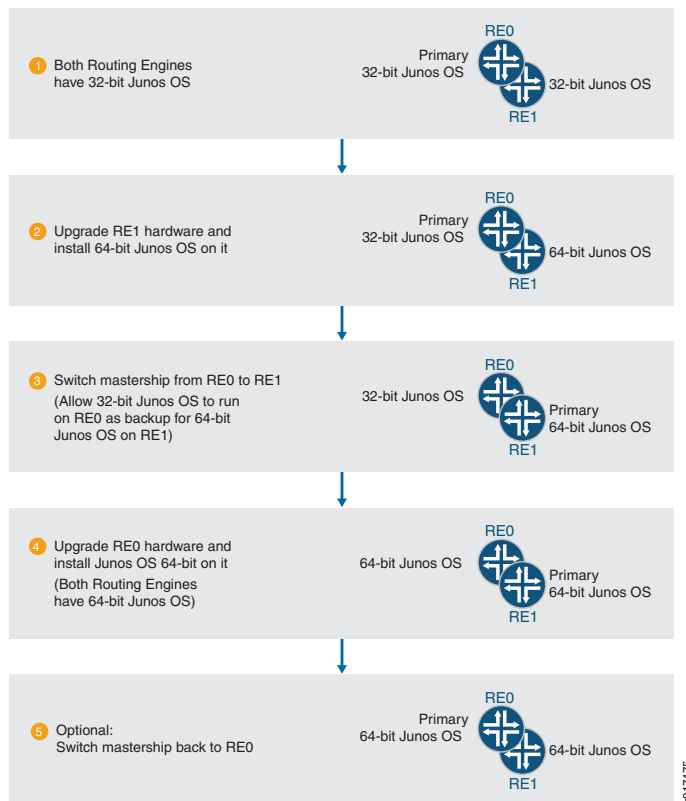 1 Both Routing Engines
have 32-bit Junos OS
RE0
Primary
32-bit Junos OS
32-bit Junos OS
RE1
2 Upgrade RE1 hardware and
install 64-bit Junos OS on it
RE0
Primary
32-bit Junos OS
64-bit Junos OS
RE1
3 Switch mastership from RE0 to RE1
(Allow 32-bit Junos OS to run
on RE0 as backup for 64-bit
Junos OS on RE1)
RE0
32-bit Junos OS
Primary
64-bit Junos OS
RE1
4 Upgrade RE0 hardware and
install Junos OS 64-bit on it
(Both Routing Engines
have 64-bit Junos OS)
RE0
64-bit Junos OS
Primary
64-bit Junos OS
RE1
5 Optional:
Switch mastership back to RE0
RE0
Primary
64-bit Junos OS
64-bit Junos OS
RE1